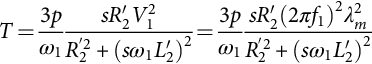 T = \frac{3p}{\omega_1} \frac{sR_2' V_1^2}{R_2'^2 + (s\omega_1 L_2')^2} = \frac{3p}{\omega_1} \frac{sR_2' (2\pi f_1)^2 \lambda_m^2}{R_2'^2 + (s\omega_1 L_2')^2}